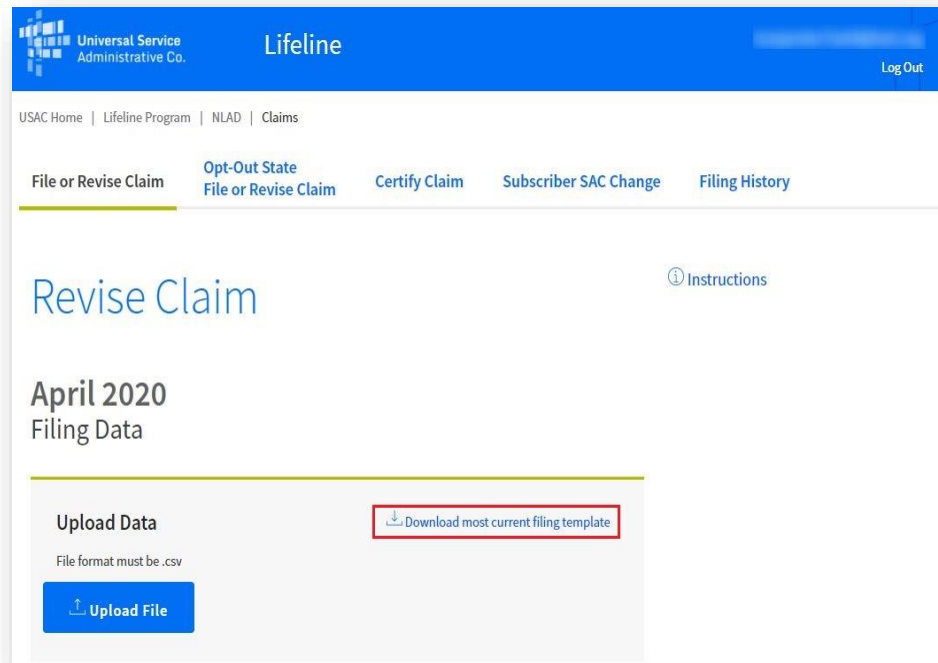 Universal Service
Administrative Co.
Lifeline
Log Out
USAC Home | Lifeline Program | NLAD | Claims
File or Revise Claim
Opt-Out State
File or Revise Claim
Certify Claim
Subscriber SAC Change
Filing History
Revise Claim
Instructions
April 2020
Filing Data
Upload Data
Download most current filing template
File format must be .csv
Upload File